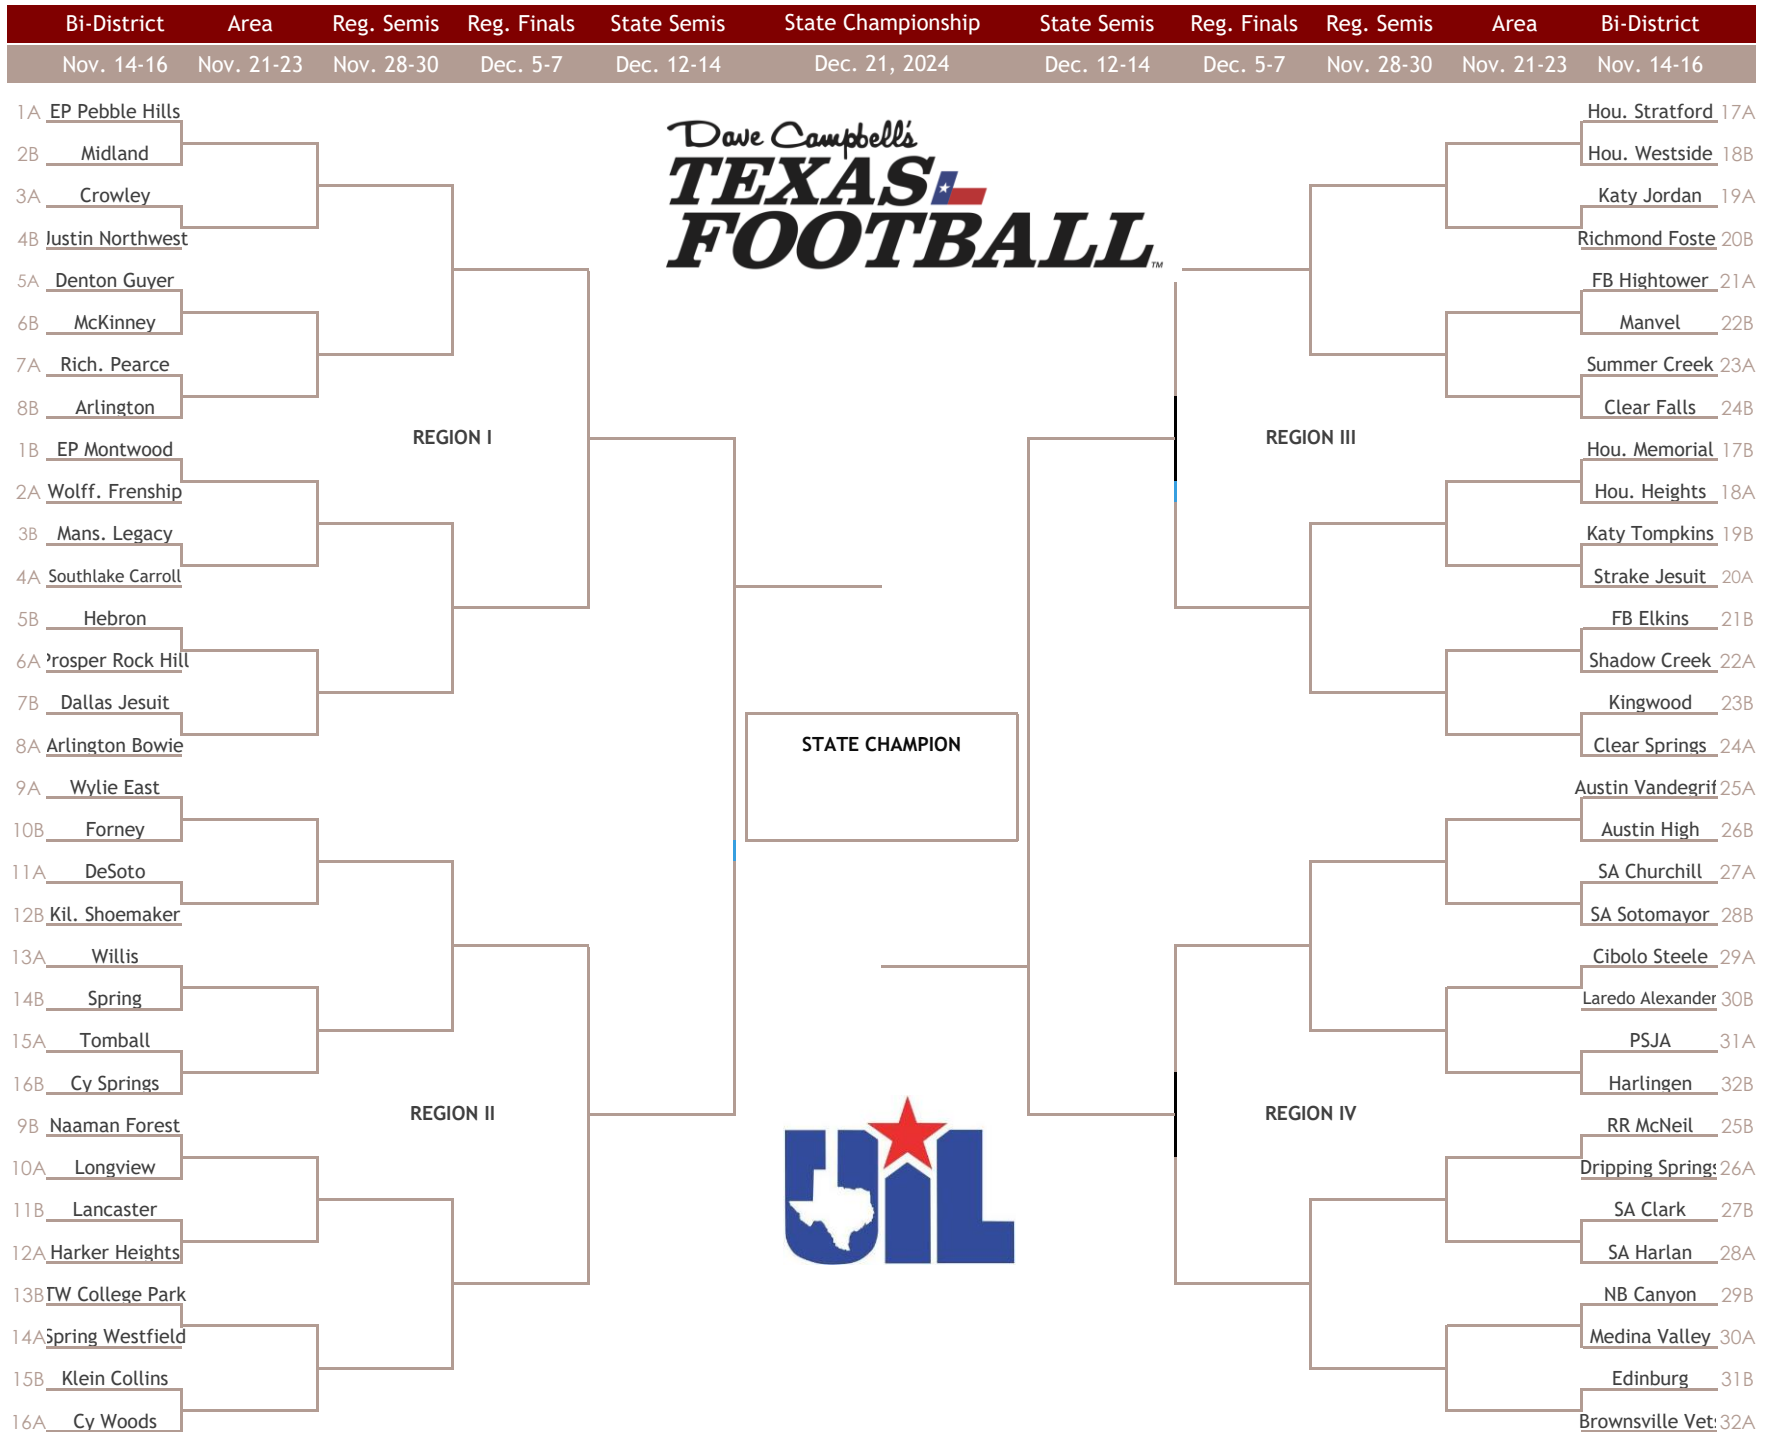 Bi-District Area Reg. Semis Reg. Finals State Semis State Championship State Semis Reg. Finals Reg. Semis Area Bi-District
Nov. 14-16 Nov. 21-23 Nov. 28-30 Dec. 5-7 Dec. 12-14 Dec. 21, 2024 Dec. 12-14 Dec. 5-7 Nov. 28-30 Nov. 21-23 Nov. 14-16
Dave Campbell's
TEXAS
FOOTBALL™
1A EP Pebble Hills
2B Midland
3A Crowley
4B Justin Northwest
5A Denton Guyer
6B McKinney
7A Rich. Pearce
8B Arlington
REGION I
1B EP Montwood
2A Wolff. Frenship
3B Mans. Legacy
4A Southlake Carroll
5B Hebron
6A Prosper Rock Hill
7B Dallas Jesuit
8A Arlington Bowie
9A Wylie East
10B Forney
11A DeSoto
12B Kil. Shoemaker
13A Willis
14B Spring
15A Tomball
16B Cy Springs
REGION II
9B Naaman Forest
10A Longview
11B Lancaster
12A Harker Heights
13B TW College Park
14A Spring Westfield
15B Klein Collins
16A Cy Woods
STATE CHAMPION
UIL
Hou. Stratford 17A
Hou. Westside 18B
Katy Jordan 19A
Richmond Foste 20B
FB Hightower 21A
Manvel 22B
Summer Creek 23A
Clear Falls 24B
REGION III
Hou. Memorial 17B
Hou. Heights 18A
Katy Tompkins 19B
Strake Jesuit 20A
FB Elkins 21B
Shadow Creek 22A
Kingwood 23B
Clear Springs 24A
Austin Vandegrif 25A
Austin High 26B
SA Churchill 27A
SA Sotomayor 28B
Cibolo Steele 29A
Laredo Alexander 30B
PSJA 31A
Harlingen 32B
REGION IV
RR McNeil 25B
Dripping Springs 26A
SA Clark 27B
SA Harlan 28A
NB Canyon 29B
Medina Valley 30A
Edinburg 31B
Brownsville Vets 32A